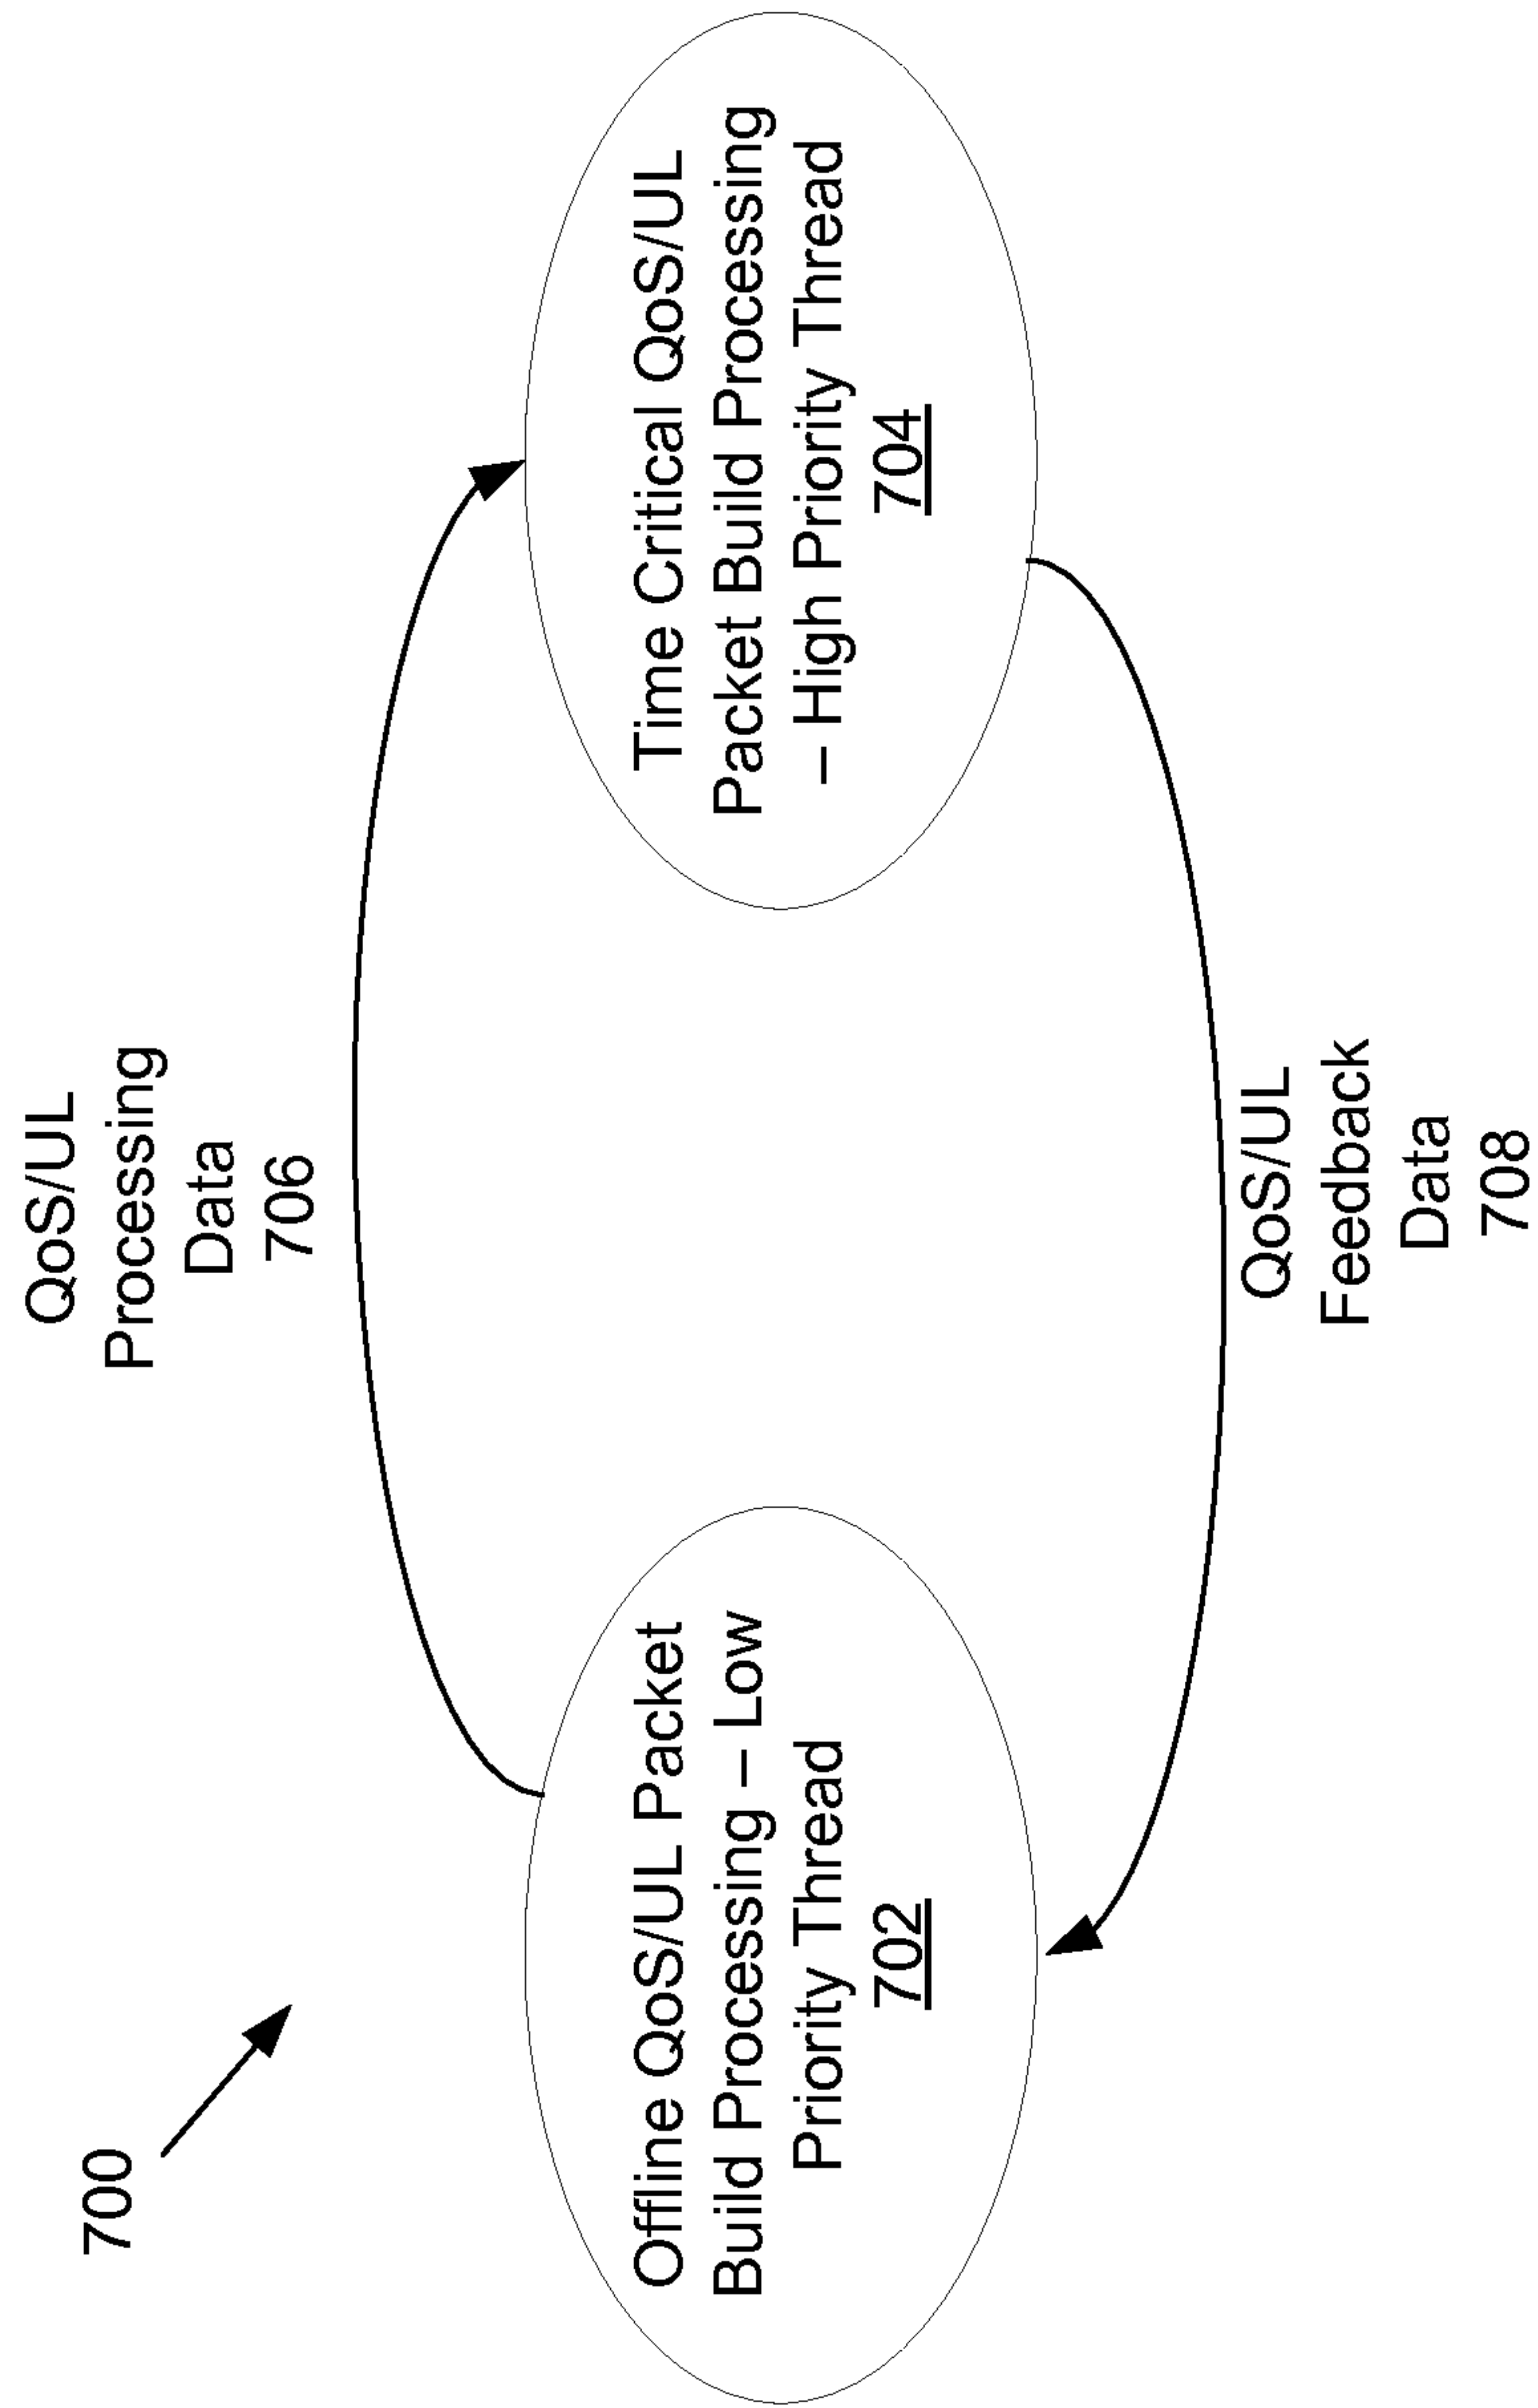 700
QoS/UL
Processing
Data
706
Offline QoS/UL Packet
Build Processing – Low
Priority Thread
702
Time Critical QoS/UL
Packet Build Processing
– High Priority Thread
704
QoS/UL
Feedback
Data
708